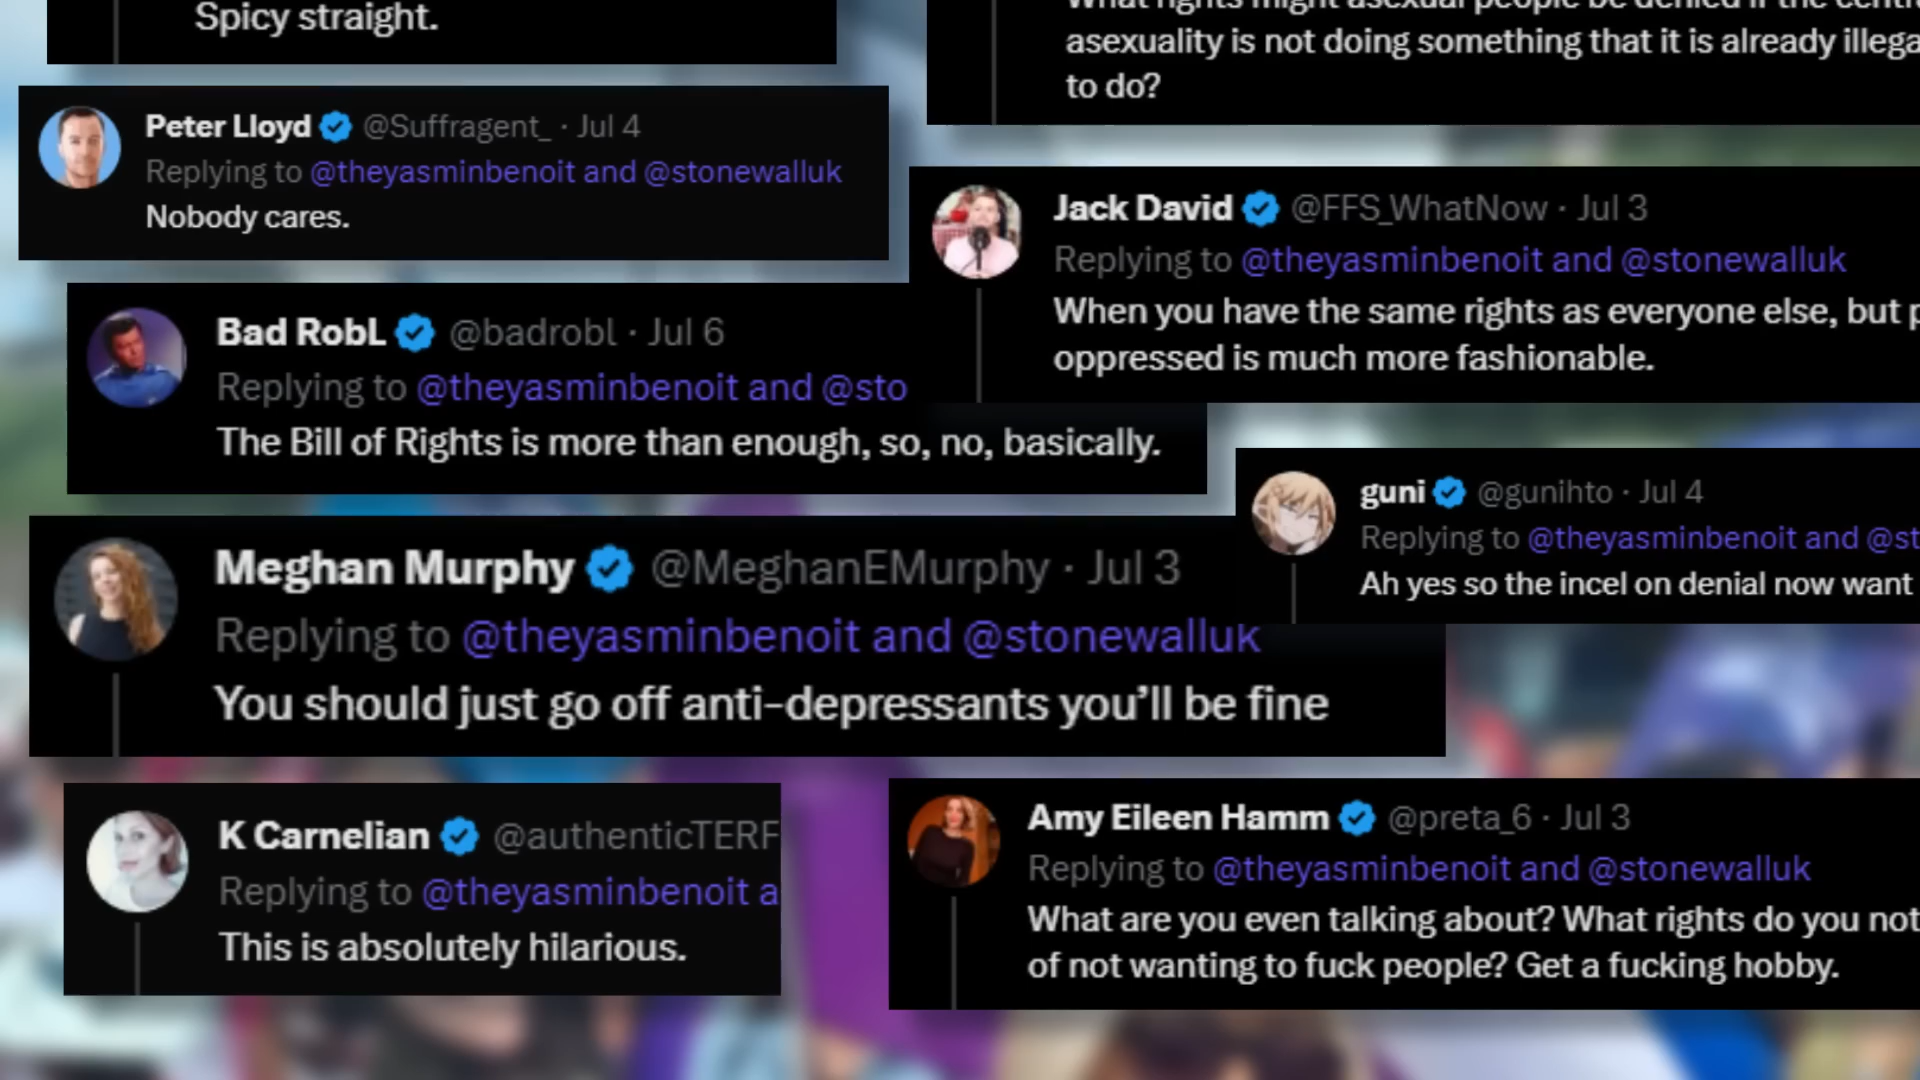 Spicy straight.
What rights might asexual people be denied if the
asexuality is not doing something that it is already
to do?
Peter Lloyd @Suffragent_ · Jul 4
Replying to @theyasminbenoit and @stonewalluk
Nobody cares.
Jack David @FFS_WhatNow · Jul 3
Replying to @theyasminbenoit and @stonewalluk
When you have the same rights as everyone else, but
oppressed is much more fashionable.
Bad RobL @badrobl · Jul 6
Replying to @theyasminbenoit and @sto
The Bill of Rights is more than enough, so, no, basically.
guni @gunihto · Jul 4
Replying to @theyasminbenoit and @st
Ah yes so the incel on denial now want
Meghan Murphy @MeghanEMurphy · Jul 3
Replying to @theyasminbenoit and @stonewalluk
You should just go off anti-depressants you'll be fine
K Carnelian @authenticTERF
Replying to @theyasminbenoit a
This is absolutely hilarious.
Amy Eileen Hamm @preta_6 · Jul 3
Replying to @theyasminbenoit and @stonewalluk
What are you even talking about? What rights do you not
of not wanting to fuck people? Get a fucking hobby.